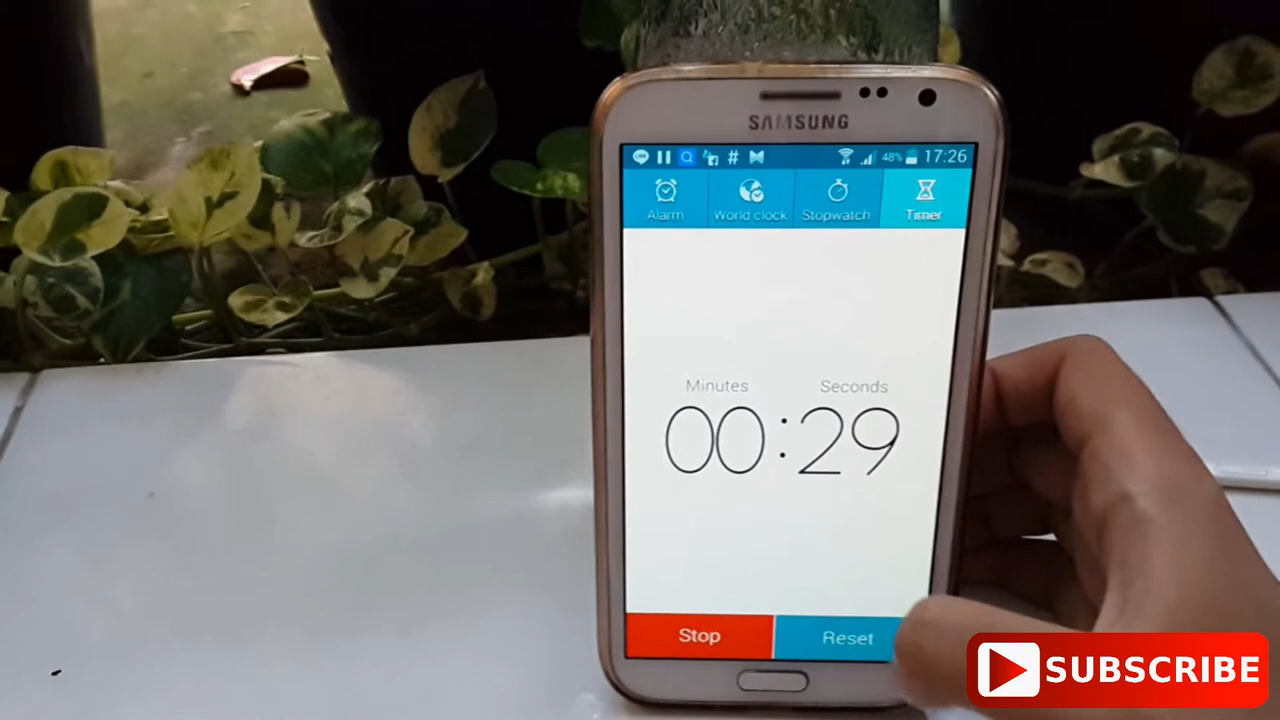 SAMSUNG
48% 17:26
Alarm World clock Stopwatch Timer
Minutes Seconds
00:29
Stop Reset
SUBSCRIBE